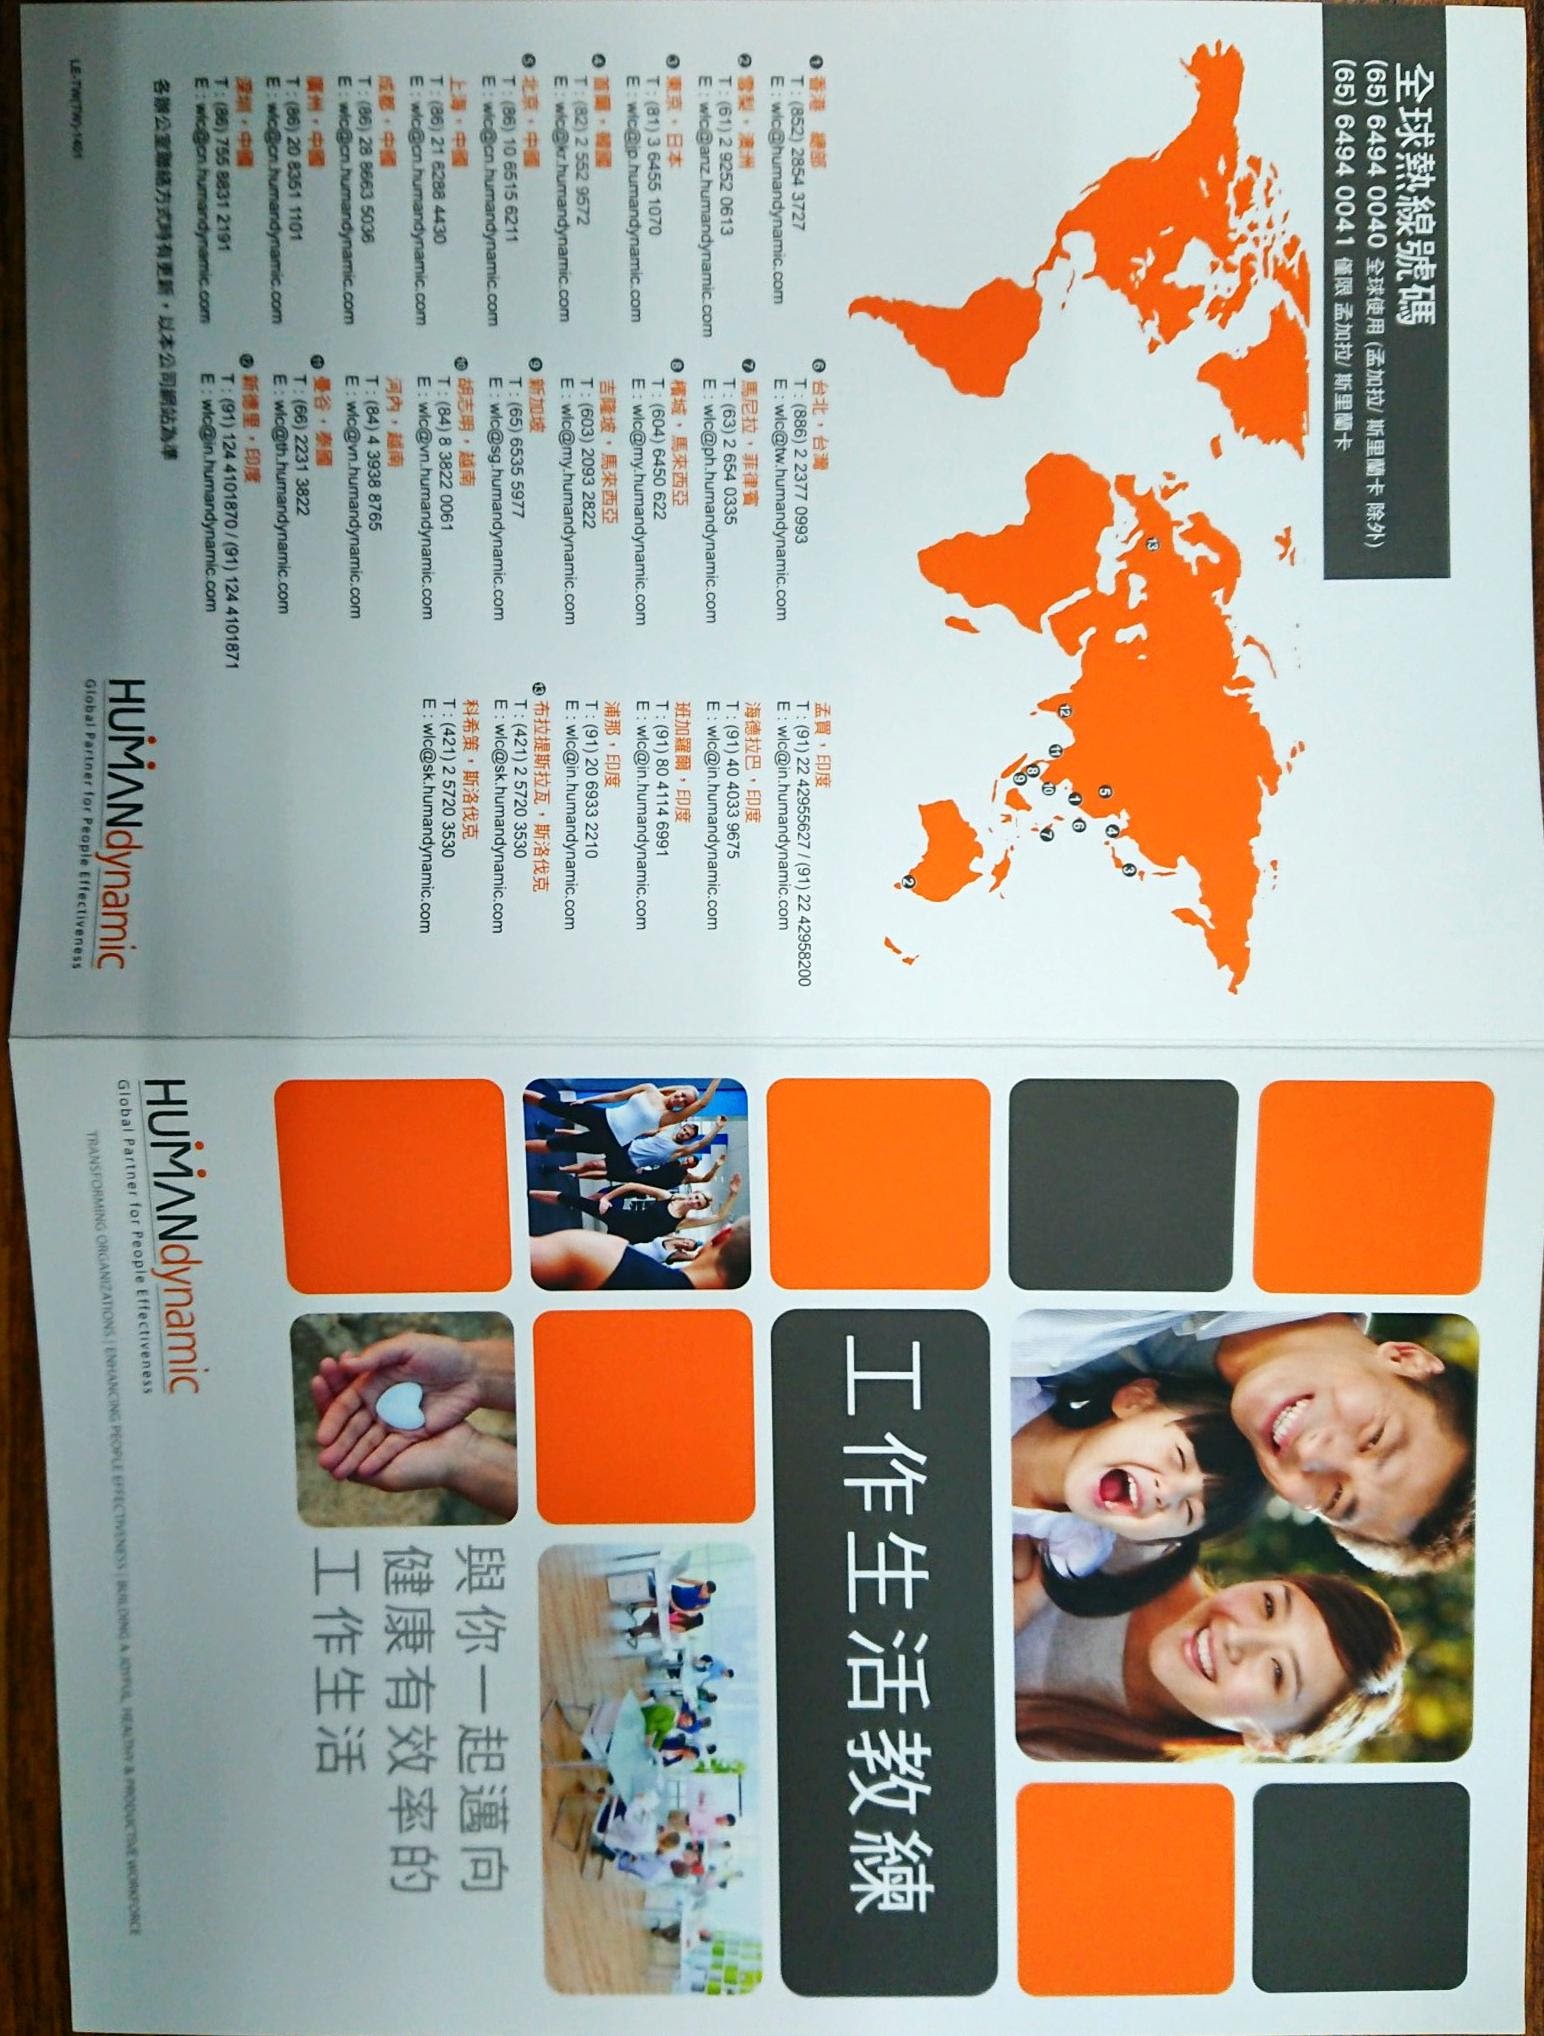 全球熱線號碼
(65) 6494 0040 全球使用 (孟加拉/ 斯里蘭卡 除外)
(65) 6494 0041 僅限 孟加拉/ 斯里蘭卡
⓭
⓬
⓫
❽
❾
❿
❶
❺
❻
❼
❹
❸
❷
❶ 香港 總部
T : (852) 2854 3727
E : wlc@humandynamic.com
❷ 雪梨，澳洲
T : (61) 2 9252 0613
E : wlc@anz.humandynamic.com
❸ 東京，日本
T : (81) 3 6455 1070
E : wlc@jp.humandynamic.com
❹ 首爾，韓國
T : (82) 2 552 9572
E : wlc@kr.humandynamic.com
❺ 北京，中國
T : (86) 10 6515 6211
E : wlc@cn.humandynamic.com
上海，中國
T : (86) 21 6288 4430
E : wlc@cn.humandynamic.com
成都，中國
T : (86) 28 8663 5036
E : wlc@cn.humandynamic.com
廣州，中國
T : (86) 20 8351 1101
E : wlc@cn.humandynamic.com
深圳，中國
T : (86) 755 8831 2191
E : wlc@cn.humandynamic.com
❻ 台北，台灣
T : (886) 2 2377 0993
E : wlc@tw.humandynamic.com
❼ 馬尼拉，菲律賓
T : (63) 2 654 0335
E : wlc@ph.humandynamic.com
❽ 檳城，馬來西亞
T : (604) 6450 622
E : wlc@my.humandynamic.com
吉隆坡，馬來西亞
T : (603) 2093 2822
E : wlc@my.humandynamic.com
❾ 新加坡
T : (65) 6535 5977
E : wlc@sg.humandynamic.com
❿ 胡志明，越南
T : (84) 8 3822 0061
E : wlc@vn.humandynamic.com
河內，越南
T : (84) 4 3938 8765
E : wlc@vn.humandynamic.com
⓫ 曼谷，泰國
T : (66) 2231 3822
E : wlc@th.humandynamic.com
⓬ 新德里，印度
T : (91) 124 4101870 / (91) 124 4101871
E : wlc@in.humandynamic.com
孟買，印度
T : (91) 22 42955627 / (91) 22 42958200
E : wlc@in.humandynamic.com
海德拉巴，印度
T : (91) 40 4033 9675
E : wlc@in.humandynamic.com
班加羅爾，印度
T : (91) 80 4114 6991
E : wlc@in.humandynamic.com
浦那，印度
T : (91) 20 6933 2210
E : wlc@in.humandynamic.com
⓭ 布拉提斯拉瓦，斯洛伐克
T : (421) 2 5720 3530
E : wlc@sk.humandynamic.com
科希策，斯洛伐克
T : (421) 2 5720 3530
E : wlc@sk.humandynamic.com
各辦公室聯絡方式時有更新，以本公司網站為準
HUMANdynamic
Global Partner for People Effectiveness
LE-TW(TW)-1401
工作生活教練
與你一起邁向
健康有效率的
工作生活
HUMANdynamic
Global Partner for People Effectiveness
TRANSFORMING ORGANIZATIONS | ENHANCING PEOPLE EFFECTIVENESS | BUILDING A JOYFUL, HEALTHY & PRODUCTIVE WORKFORCE